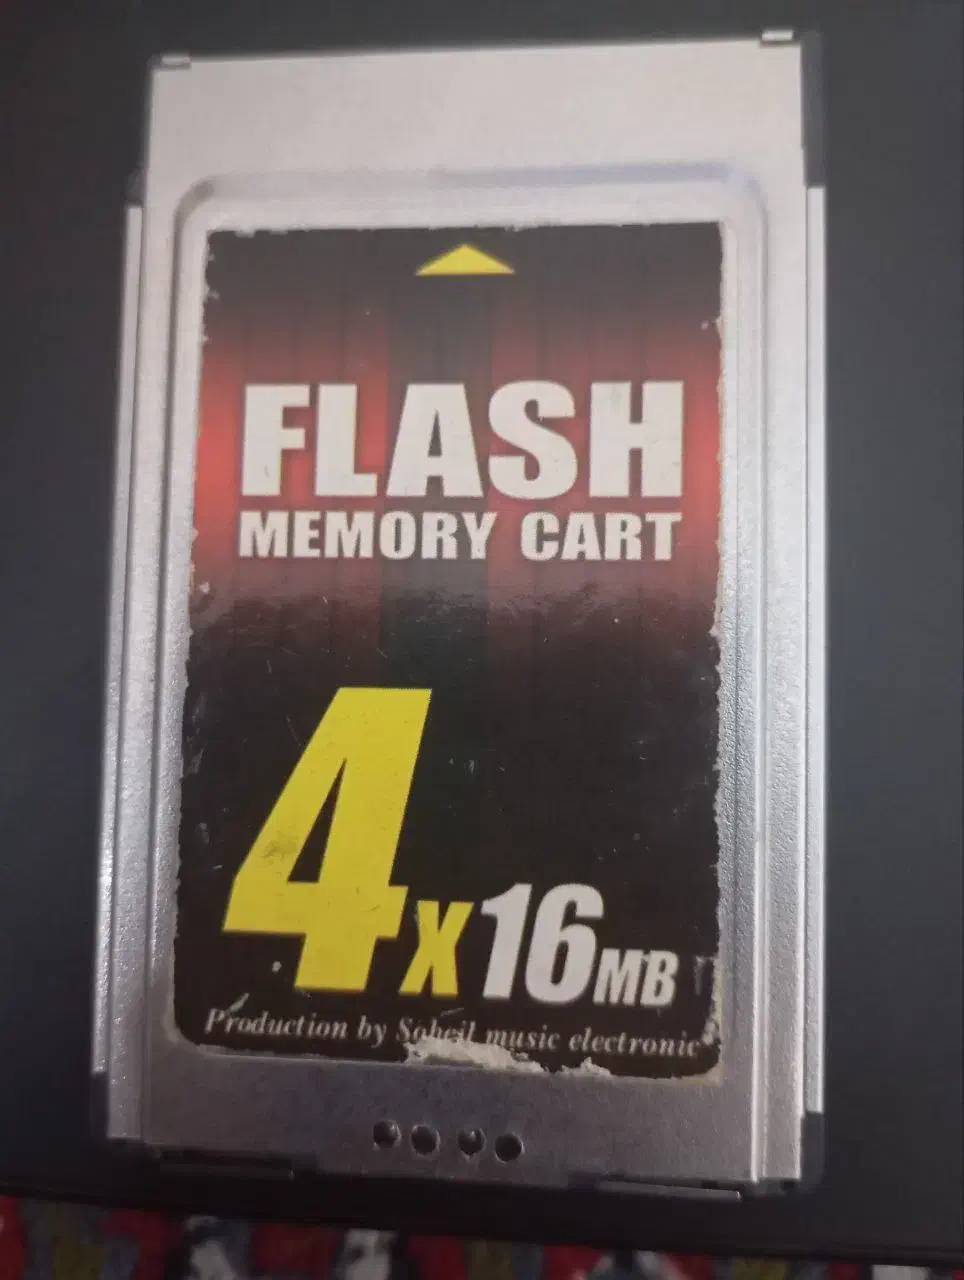 FLASH
MEMORY CART
4x16MB
Production by Soheil music electronic